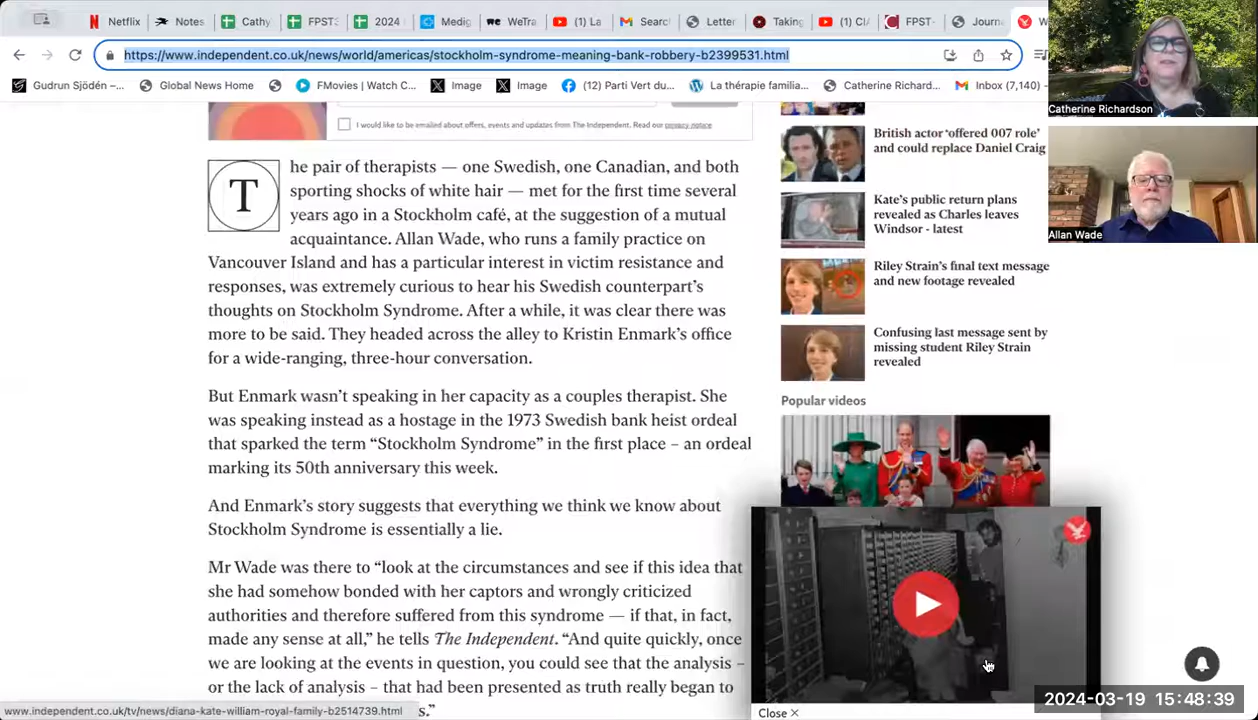 Netflix
Notes
Cathy
FPST
2024
Medig
WeTra
(1) La
Searc
Letter
Taking
(1) CIA
FPST-
Journe
https://www.independent.co.uk/news/world/americas/stockholm-syndrome-meaning-bank-robbery-b2399531.html
Gudrun Sjödén –...
Global News Home
FMovies | Watch C...
Image
Image
(12) Parti Vert du...
La thérapie familia...
Catherine Richard...
Inbox (7,140)
Catherine Richardson
Allan Wade
I would like to be emailed about offers, events and updates from The Independent. Read our privacy notice
The pair of therapists — one Swedish, one Canadian, and both
sporting shocks of white hair — met for the first time several
years ago in a Stockholm café, at the suggestion of a mutual
acquaintance. Allan Wade, who runs a family practice on
Vancouver Island and has a particular interest in victim resistance and
responses, was extremely curious to hear his Swedish counterpart's
thoughts on Stockholm Syndrome. After a while, it was clear there was
more to be said. They headed across the alley to Kristin Enmark's office
for a wide-ranging, three-hour conversation.
But Enmark wasn't speaking in her capacity as a couples therapist. She
was speaking instead as a hostage in the 1973 Swedish bank heist ordeal
that sparked the term “Stockholm Syndrome” in the first place – an ordeal
marking its 50th anniversary this week.
And Enmark's story suggests that everything we think we know about
Stockholm Syndrome is essentially a lie.
Mr Wade was there to “look at the circumstances and see if this idea that
she had somehow bonded with her captors and wrongly criticized
authorities and therefore suffered from this syndrome — if that, in fact,
made any sense at all,” he tells The Independent. “And quite quickly, once
we are looking at the events in question, you could see that the analysis –
or the lack of analysis – that had been presented as truth really began to
s.”
British actor ‘offered 007 role’
and could replace Daniel Craig
Kate's public return plans
revealed as Charles leaves
Windsor - latest
Riley Strain's final text message
and new footage revealed
Confusing last message sent by
missing student Riley Strain
revealed
Popular videos
Close ×
www.independent.co.uk/tv/news/diana-kate-william-royal-family-b2514739.html
2024-03-19 15:48:39